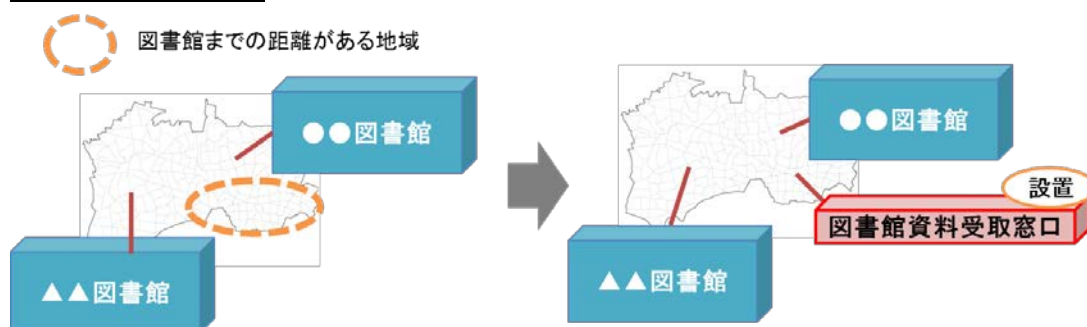 図書館までの距離がある地域
●●図書館
▲▲図書館
●●図書館
設置
図書館資料受取窓口
▲▲図書館